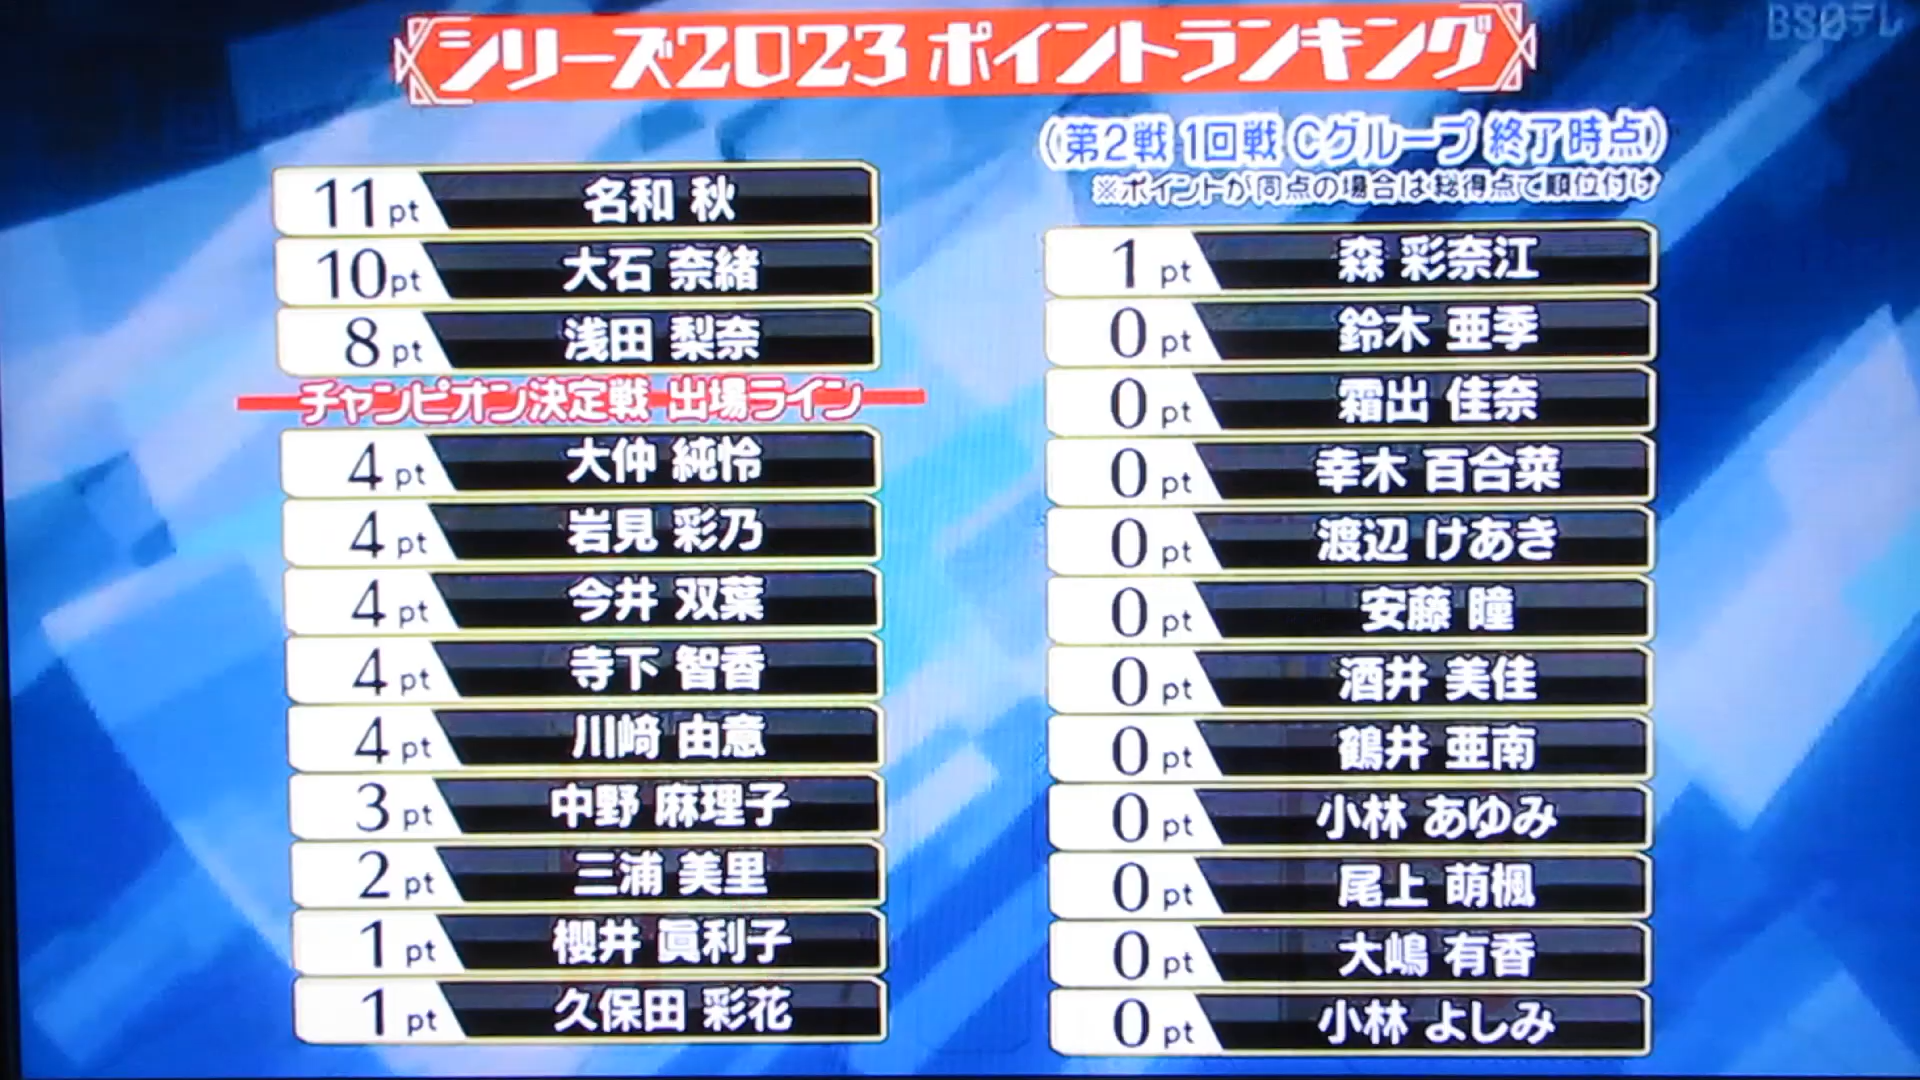 BS日テレ
シリーズ2023 ポイントランキング
(第2戦 1回戦 Cグループ 終了時点)
※ポイントが同点の場合は総得点で順位付け
11pt 名和 秋
10pt 大石 奈緒
8pt 浅田 梨奈
チャンピオン決定戦 出場ライン
4pt 大仲 純怜
4pt 岩見 彩乃
4pt 今井 双葉
4pt 寺下 智香
4pt 川﨑 由意
3pt 中野 麻理子
2pt 三浦 美里
1pt 櫻井 眞利子
1pt 久保田 彩花
1pt 森 彩奈江
0pt 鈴木 亜季
0pt 霜出 佳奈
0pt 幸木 百合菜
0pt 渡辺 けあき
0pt 安藤 瞳
0pt 酒井 美佳
0pt 鶴井 亜南
0pt 小林 あゆみ
0pt 尾上 萌楓
0pt 大嶋 有香
0pt 小林 よしみ